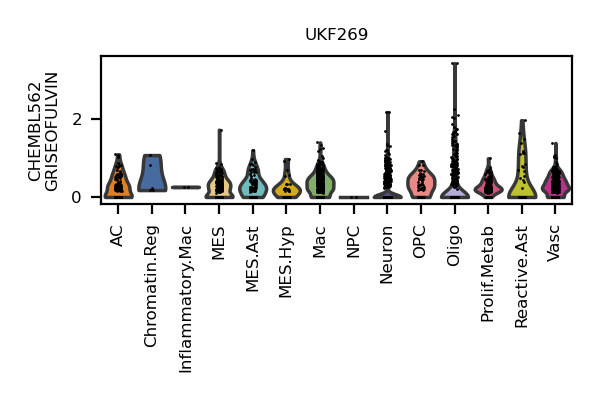 UKF269
CHEMBL562
GRISEOFULVIN
2
0
AC
Chromatin.Reg
Inflammatory.Mac
MES
MES.Ast
MES.Hyp
Mac
NPC
Neuron
OPC
Oligo
Prolif.Metab
Reactive.Ast
Vasc